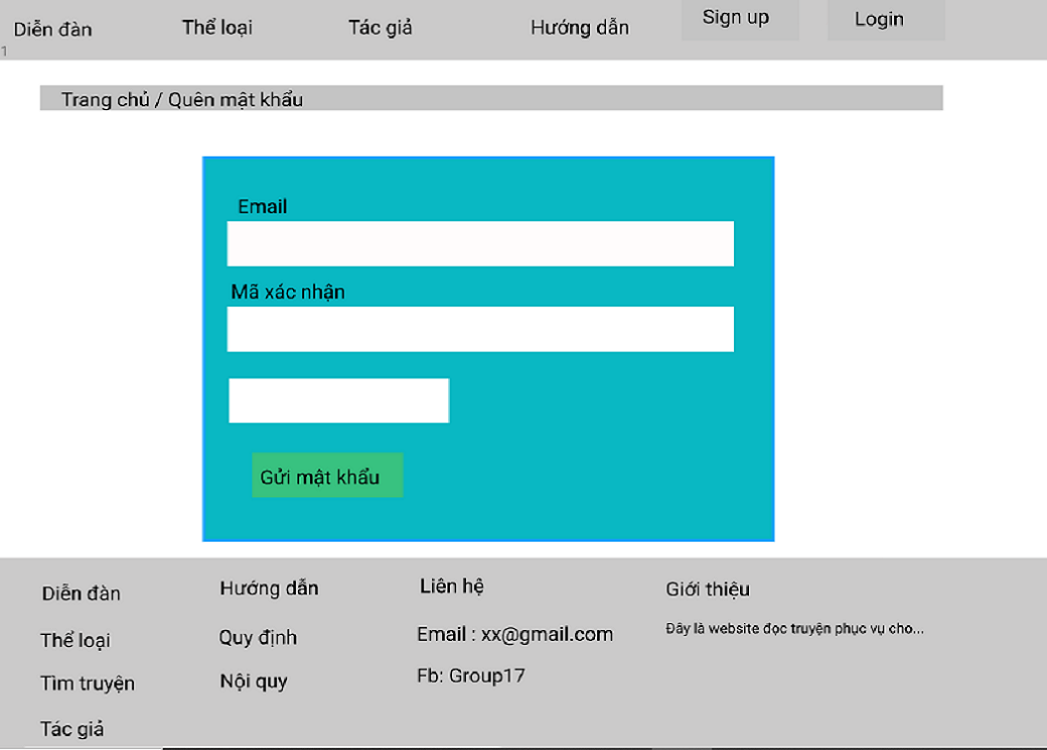 Diễn đàn Thể loại Tác giả Hướng dẫn Sign up Login
1
Trang chủ / Quên mật khẩu
Email
Mã xác nhận
Gửi mật khẩu
Diễn đàn Hướng dẫn Liên hệ Giới thiệu
Thể loại Quy định Email : xx@gmail.com Đây là website đọc truyện phục vụ cho...
Tìm truyện Nội quy Fb: Group17
Tác giả